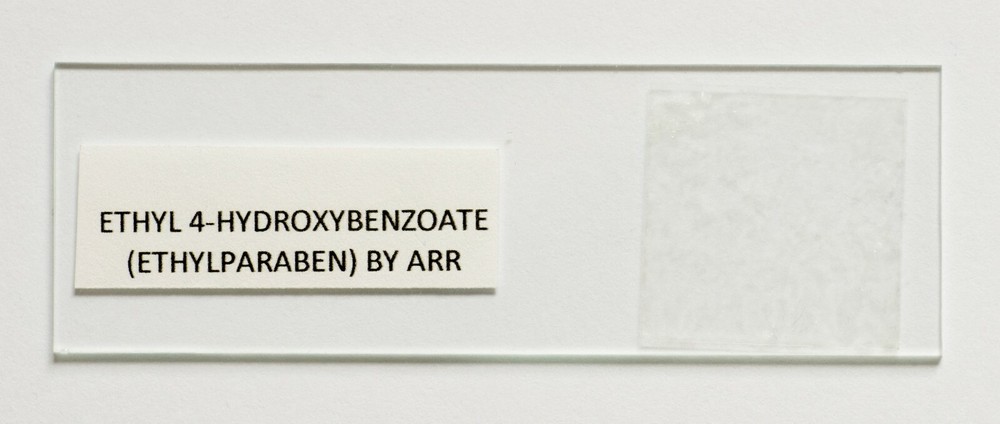 ETHYL 4-HYDROXYBENZOATE
(ETHYLPARABEN) BY ARR